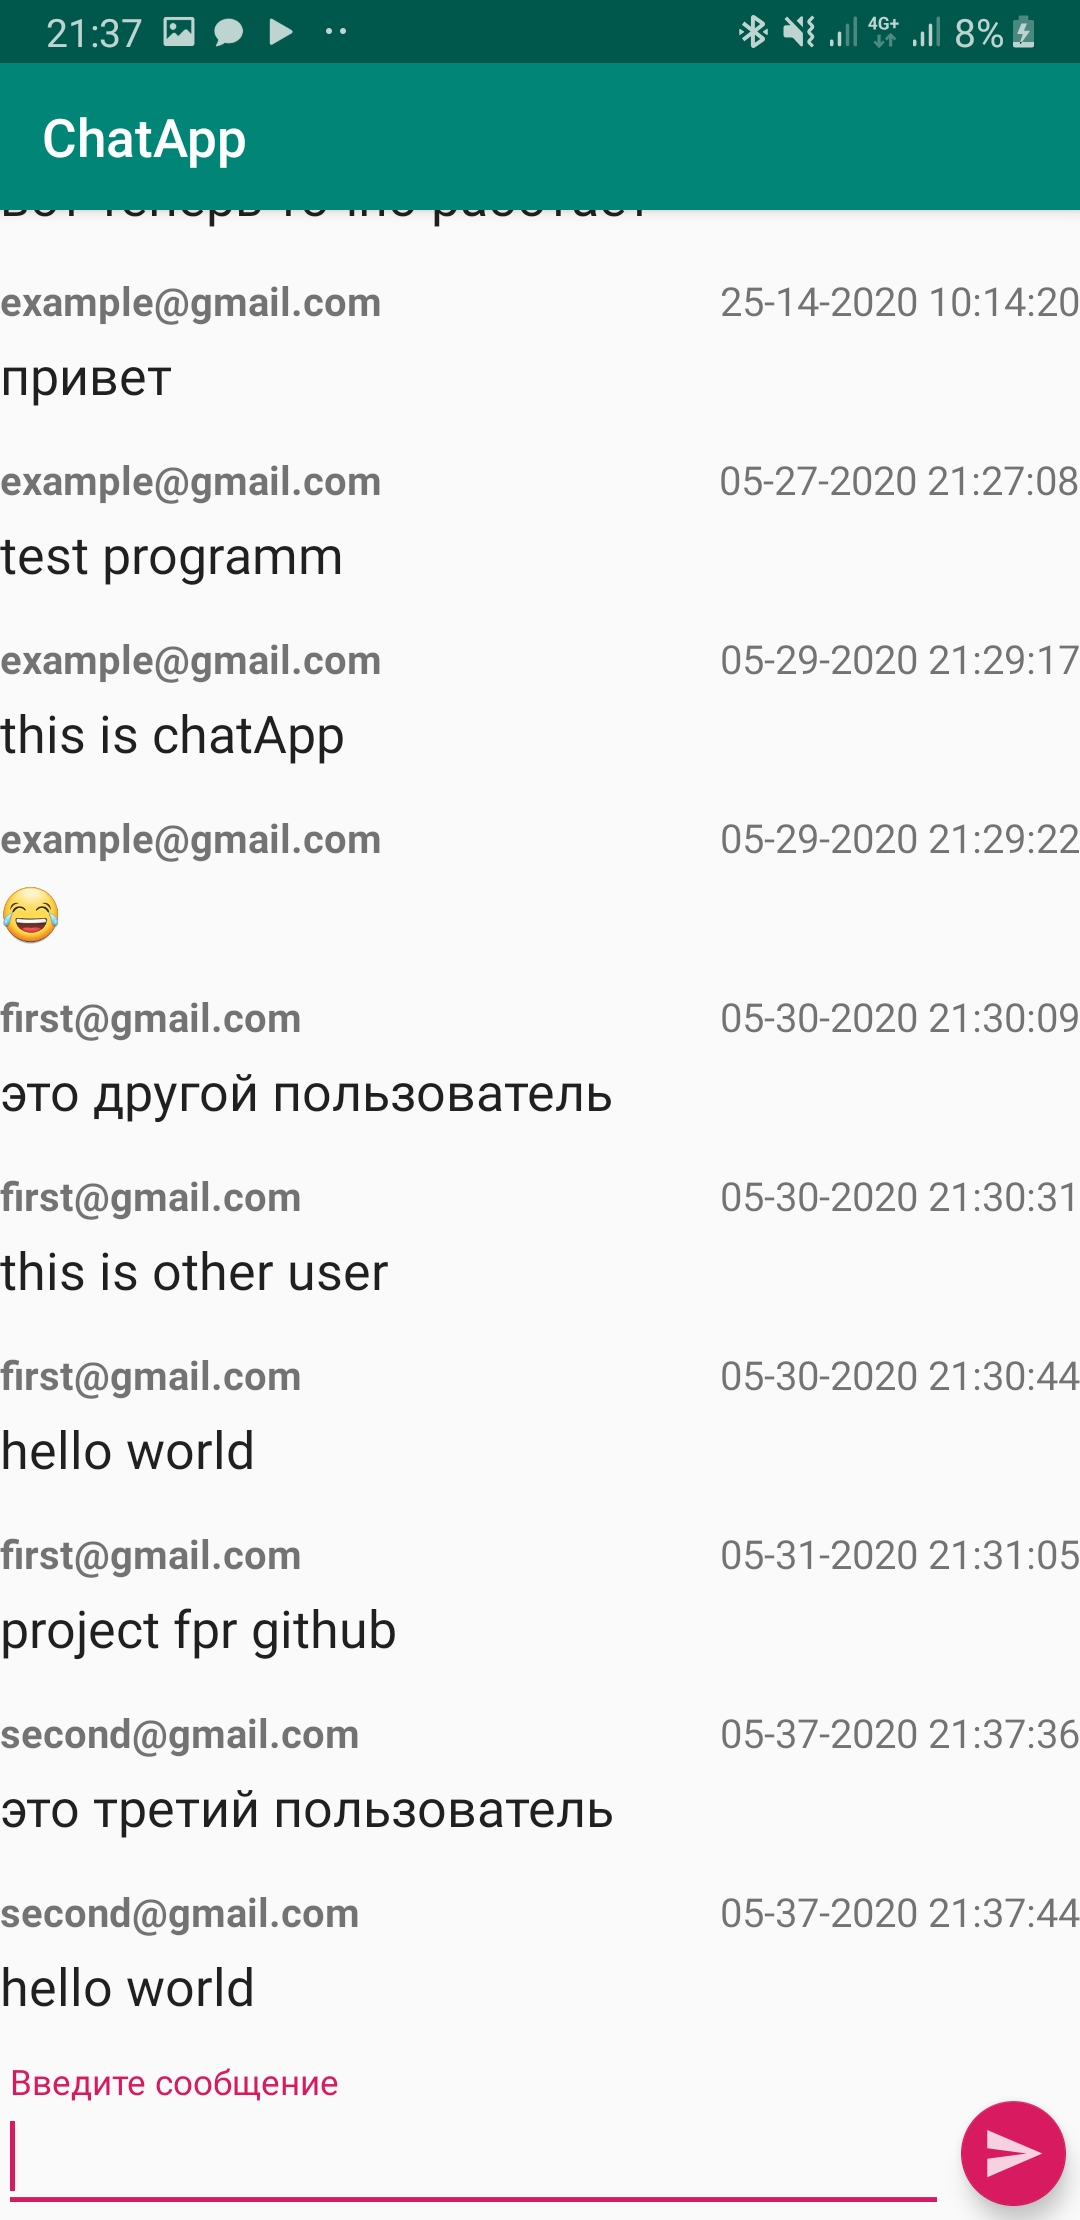 21:37
4G+
8%
ChatApp
вот теперь точно работает
example@gmail.com 25-14-2020 10:14:20
привет
example@gmail.com 05-27-2020 21:27:08
test programm
example@gmail.com 05-29-2020 21:29:17
this is chatApp
example@gmail.com 05-29-2020 21:29:22
😂
first@gmail.com 05-30-2020 21:30:09
это другой пользователь
first@gmail.com 05-30-2020 21:30:31
this is other user
first@gmail.com 05-30-2020 21:30:44
hello world
first@gmail.com 05-31-2020 21:31:05
project fpr github
second@gmail.com 05-37-2020 21:37:36
это третий пользователь
second@gmail.com 05-37-2020 21:37:44
hello world
Введите сообщение